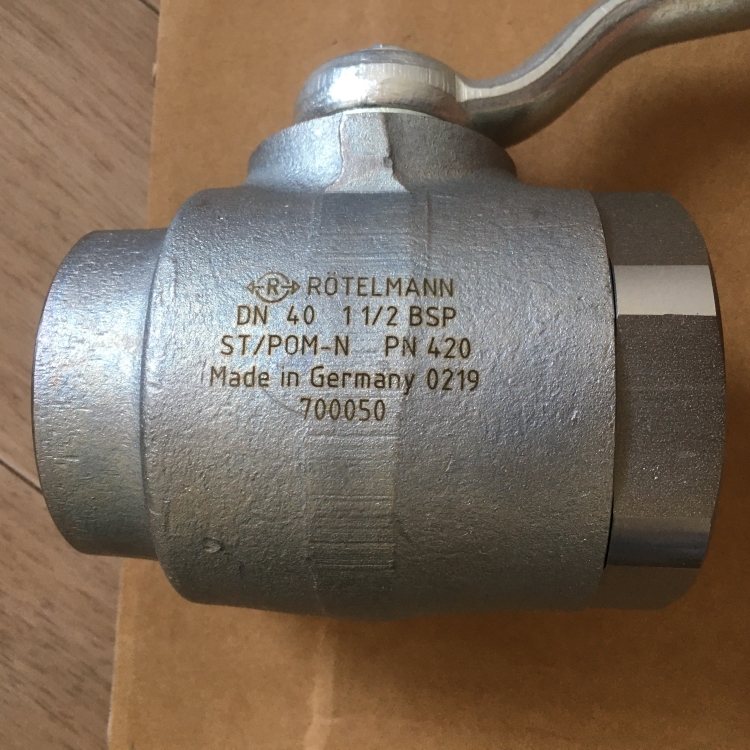 R RÖTELMANN
DN 40 1 1/2 BSP
ST/POM-N PN 420
Made in Germany 0219
700050